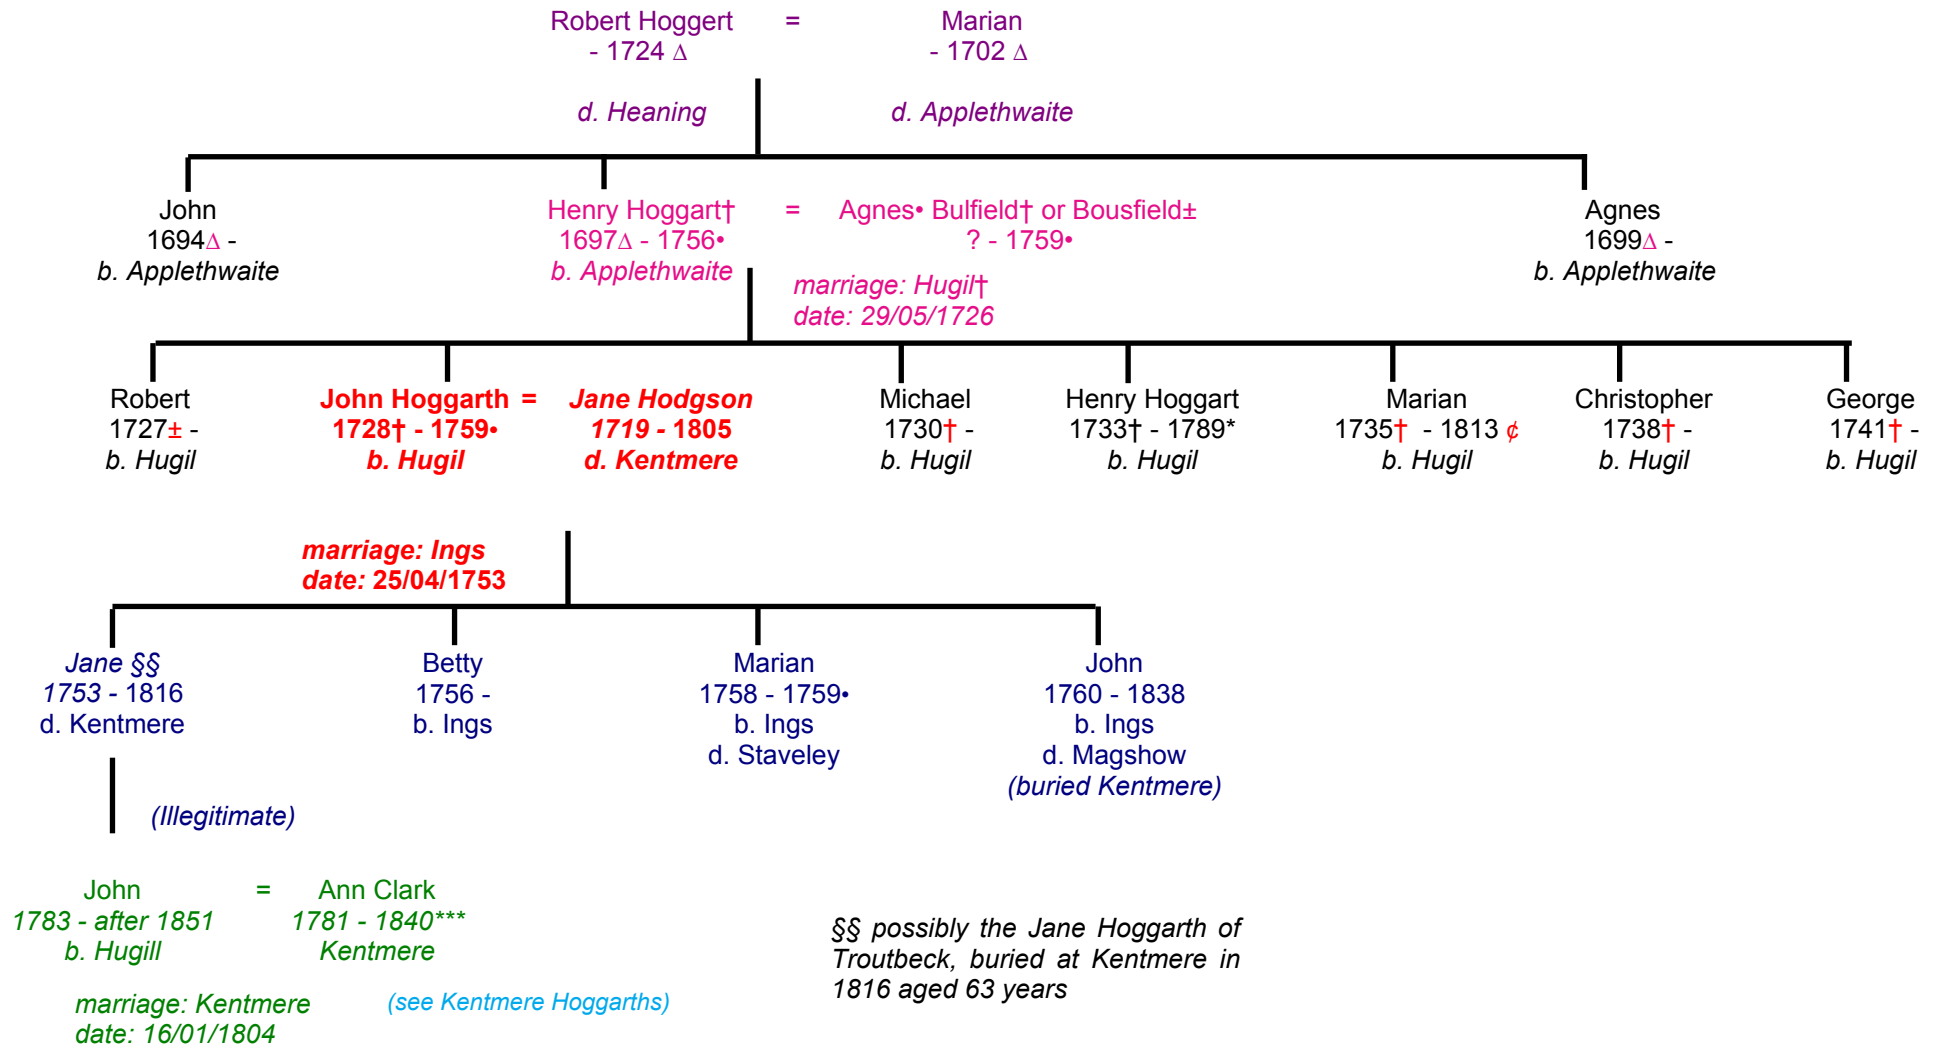 Robert Hoggert = Marian
- 1724 Δ - 1702 Δ
d. Heaning d. Applethwaite
John Henry Hoggart† = Agnes• Bulfield† or Bousfield± Agnes
1694Δ - 1697Δ - 1756• ? - 1759• 1699Δ -
b. Applethwaite b. Applethwaite b. Applethwaite
marriage: Hugil†
date: 29/05/1726
Robert John Hoggarth = Jane Hodgson Michael Henry Hoggart Marian Christopher George
1727± - 1728† - 1759• 1719 - 1805 1730† - 1733† - 1789* 1735† - 1813 ¢ 1738† - 1741† -
b. Hugil b. Hugil d. Kentmere b. Hugil b. Hugil b. Hugil b. Hugil b. Hugil
marriage: Ings
date: 25/04/1753
Jane §§ Betty Marian John
1753 - 1816 1756 - 1758 - 1759• 1760 - 1838
d. Kentmere b. Ings b. Ings b. Ings
d. Staveley d. Magshow
(buried Kentmere)
(Illegitimate)
John = Ann Clark
1783 - after 1851 1781 - 1840***
b. Hugill Kentmere
marriage: Kentmere (see Kentmere Hoggarths)
date: 16/01/1804
§§ possibly the Jane Hoggarth of
Troutbeck, buried at Kentmere in
1816 aged 63 years